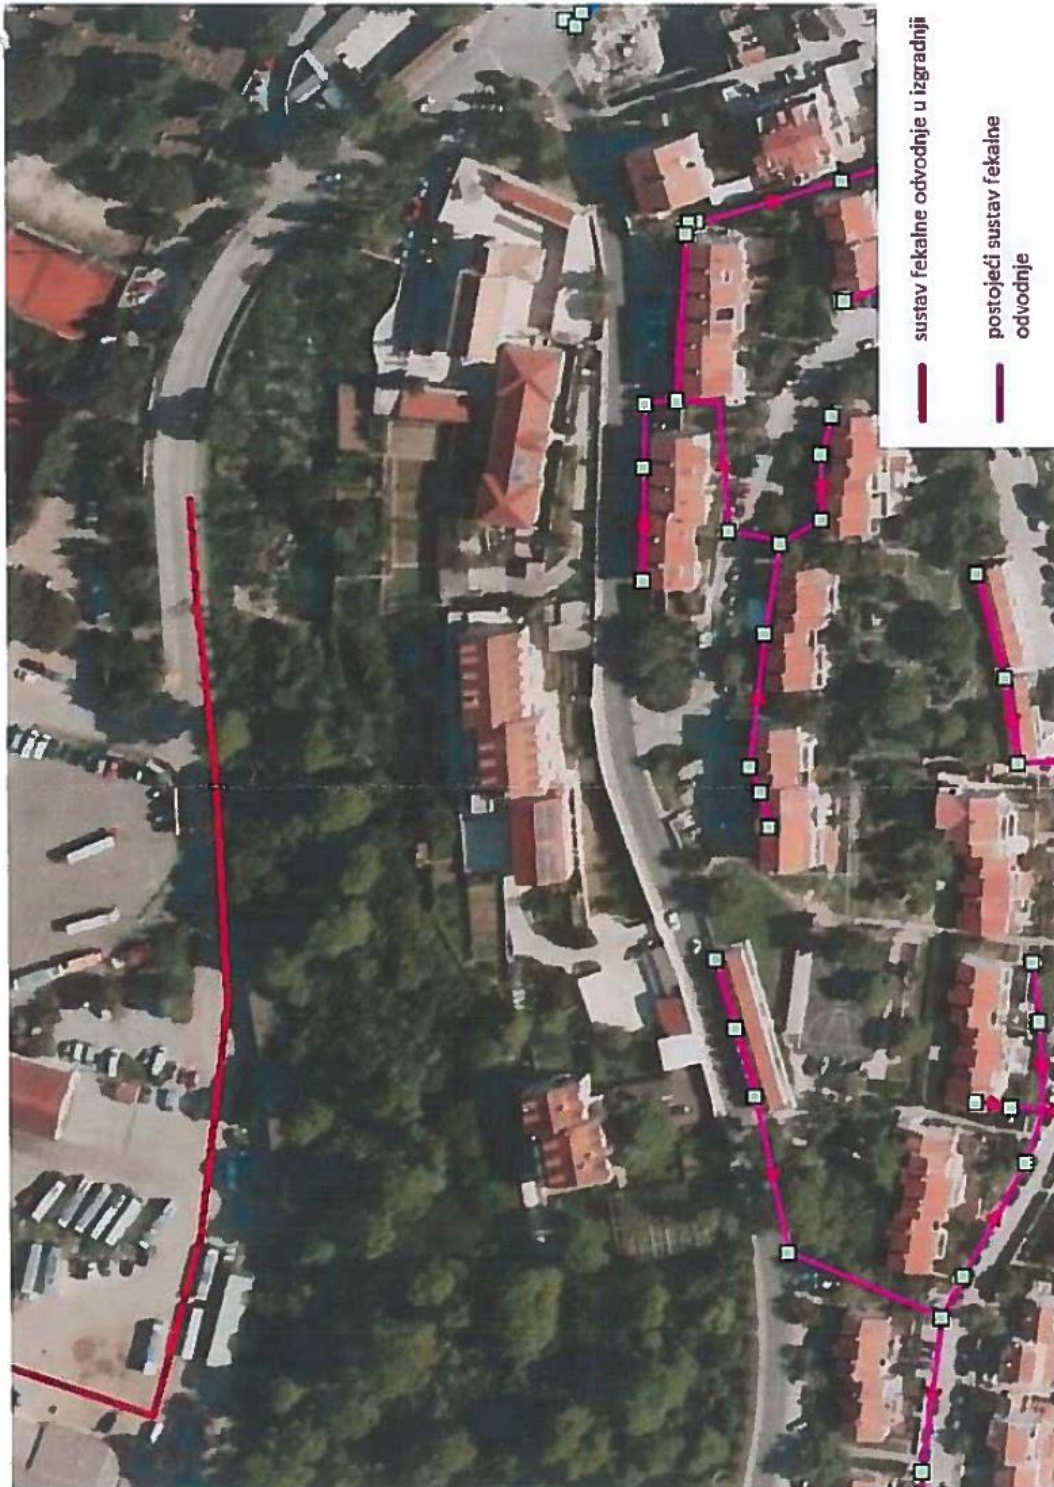 sustav fekalne odvodnje u izgradnji
postojeći sustav fekalne
odvodnje